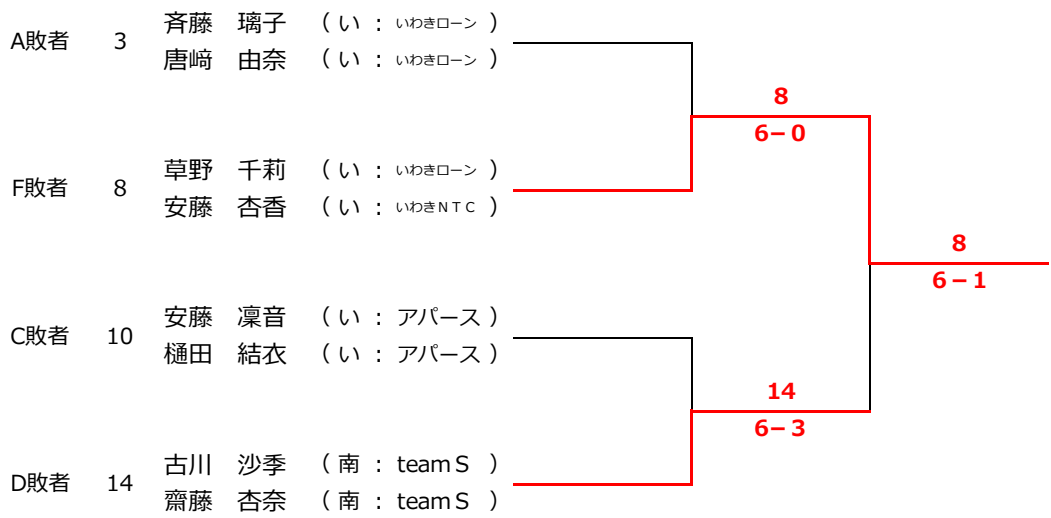 斉藤　璃子　（ い ： いわきローン ）
A敗者　3
唐﨑　由奈　（ い ： いわきローン ）
8
6－0
草野　千莉　（ い ： いわきローン ）
F敗者　8
安藤　杏香　（ い ： いわきＮＴＣ ）
8
6－1
安藤　凜音　（ い ： アパース ）
C敗者　10
樋田　結衣　（ い ： アパース ）
14
6－3
古川　沙季　（ 南 ： teamＳ ）
D敗者　14
齋藤　杏奈　（ 南 ： teamＳ ）